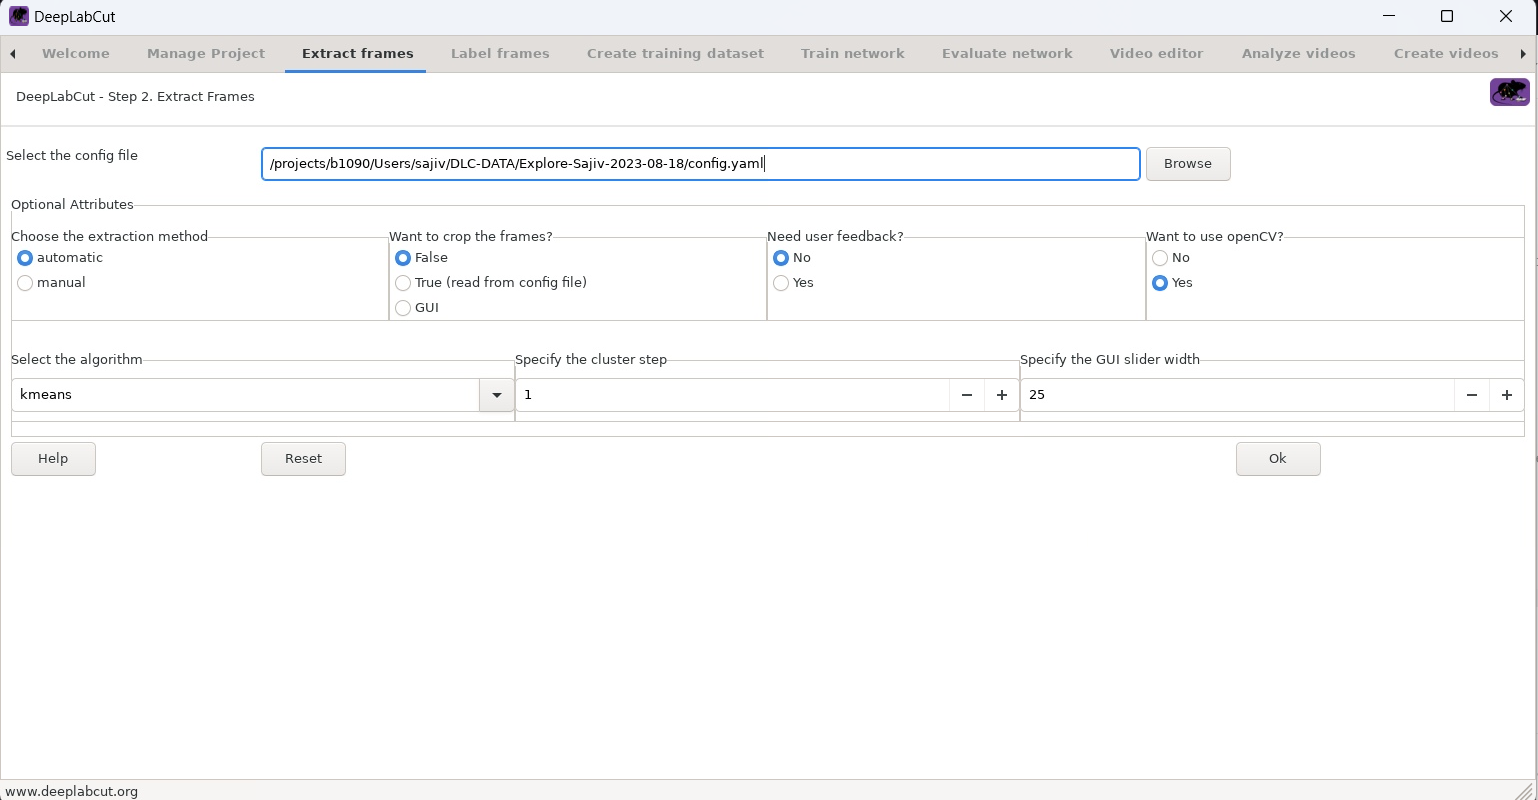 DeepLabCut
Welcome Manage Project Extract frames Label frames Create training dataset Train network Evaluate network Video editor Analyze videos Create videos
DeepLabCut - Step 2. Extract Frames
Select the config file /projects/b1090/Users/sajiv/DLC-DATA/Explore-Sajiv-2023-08-18/config.yaml Browse
Optional Attributes
Choose the extraction method Want to crop the frames? Need user feedback? Want to use openCV?
automatic False No No
manual True (read from config file) Yes Yes
GUI
Select the algorithm Specify the cluster step Specify the GUI slider width
kmeans 1 25
Help Reset Ok
www.deeplabcut.org